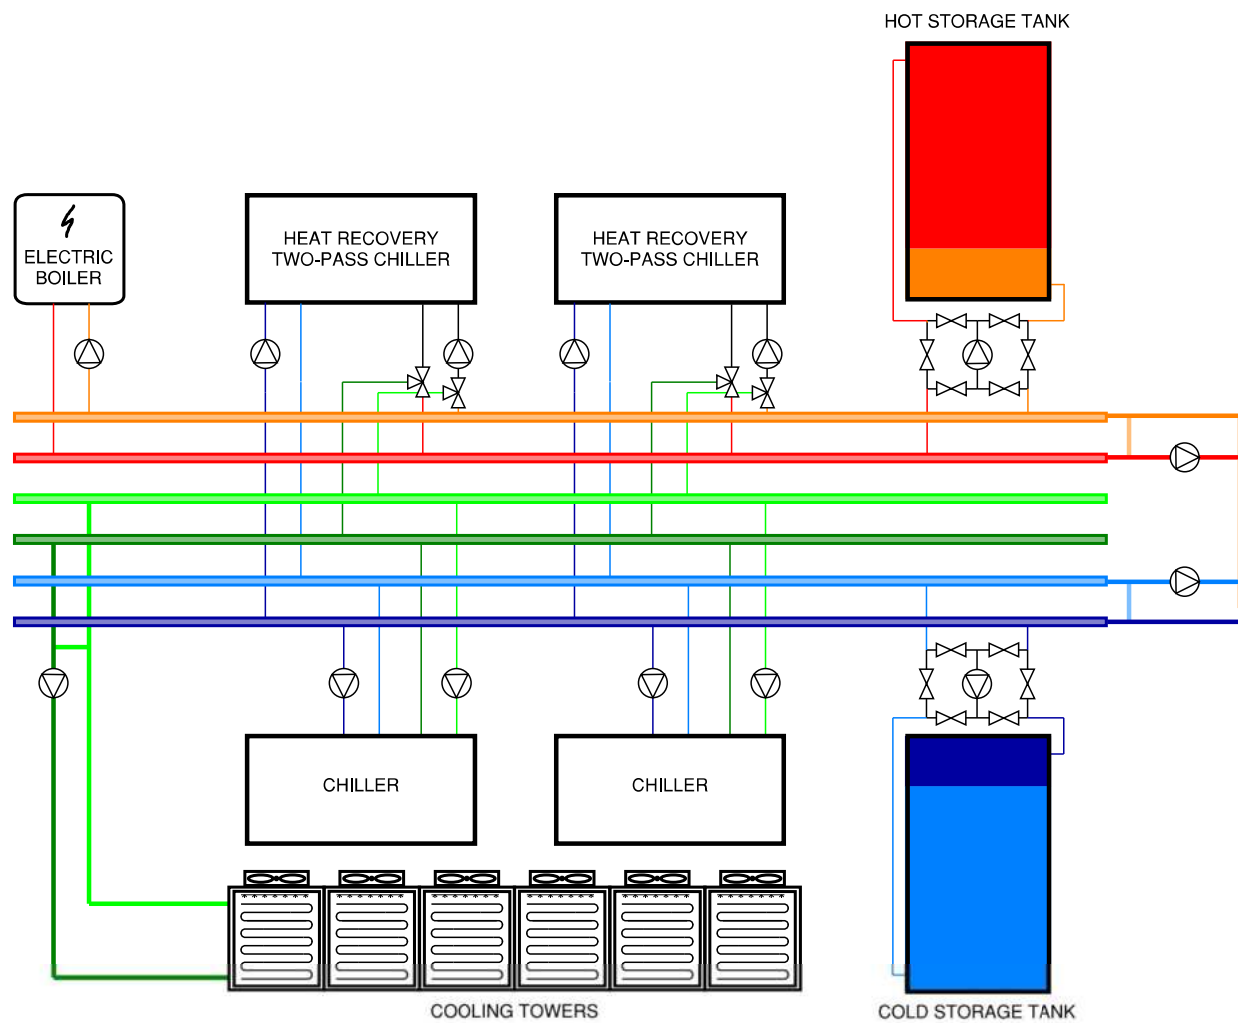 HOT STORAGE TANK
ELECTRIC
BOILER
HEAT RECOVERY
TWO-PASS CHILLER
HEAT RECOVERY
TWO-PASS CHILLER
CHILLER
CHILLER
COOLING TOWERS
COLD STORAGE TANK